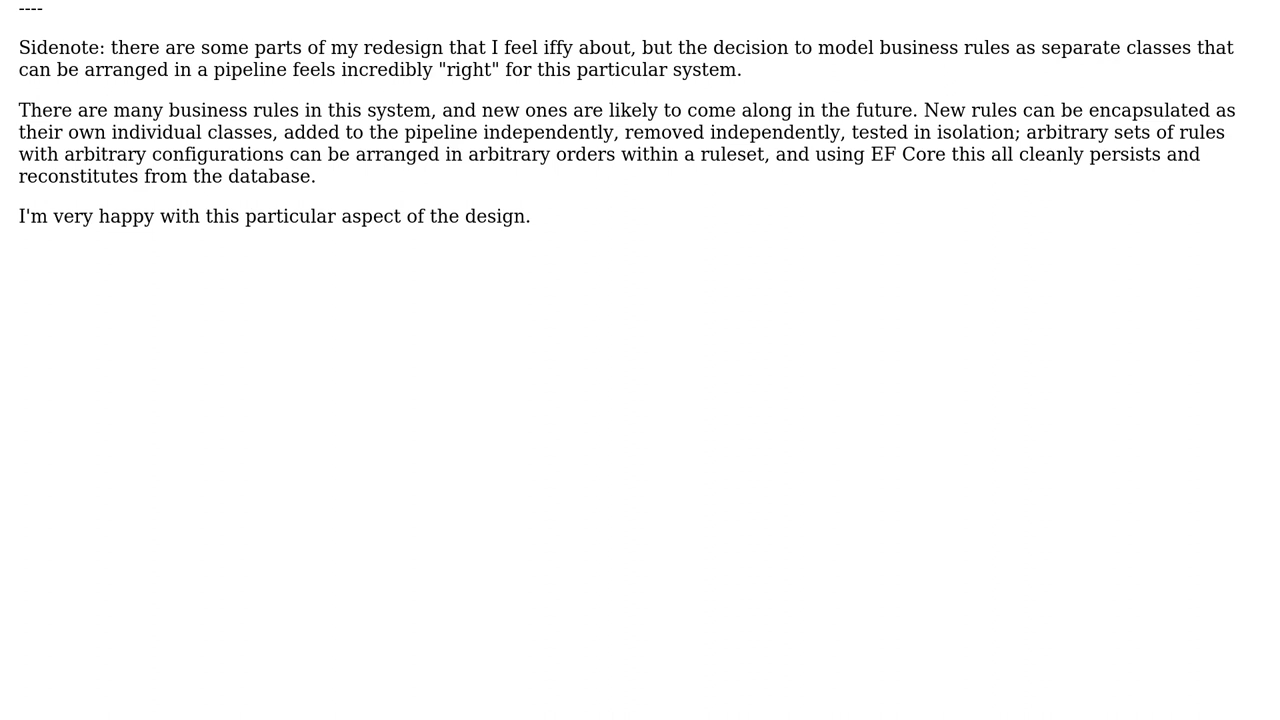 ----
Sidenote: there are some parts of my redesign that I feel iffy about, but the decision to model business rules as separate classes that
can be arranged in a pipeline feels incredibly "right" for this particular system.
There are many business rules in this system, and new ones are likely to come along in the future. New rules can be encapsulated as
their own individual classes, added to the pipeline independently, removed independently, tested in isolation; arbitrary sets of rules
with arbitrary configurations can be arranged in arbitrary orders within a ruleset, and using EF Core this all cleanly persists and
reconstitutes from the database.
I'm very happy with this particular aspect of the design.